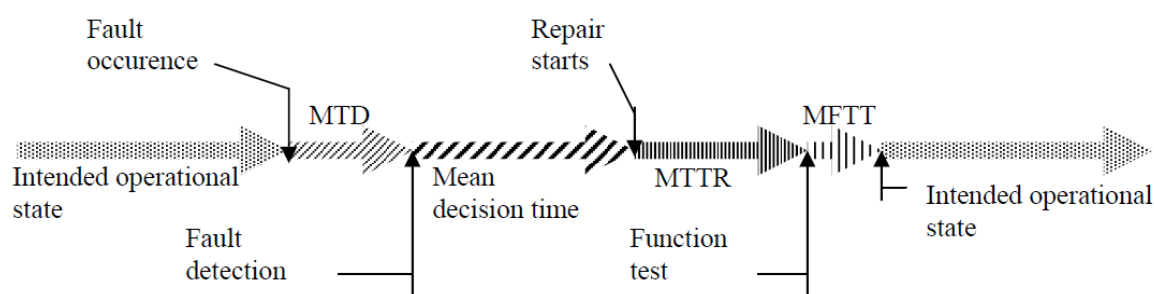 Fault
occurence
Repair
starts
MTD
MFTT
Intended operational
state
Mean
decision time
MTTR
Intended operational
state
Fault
detection
Function
test